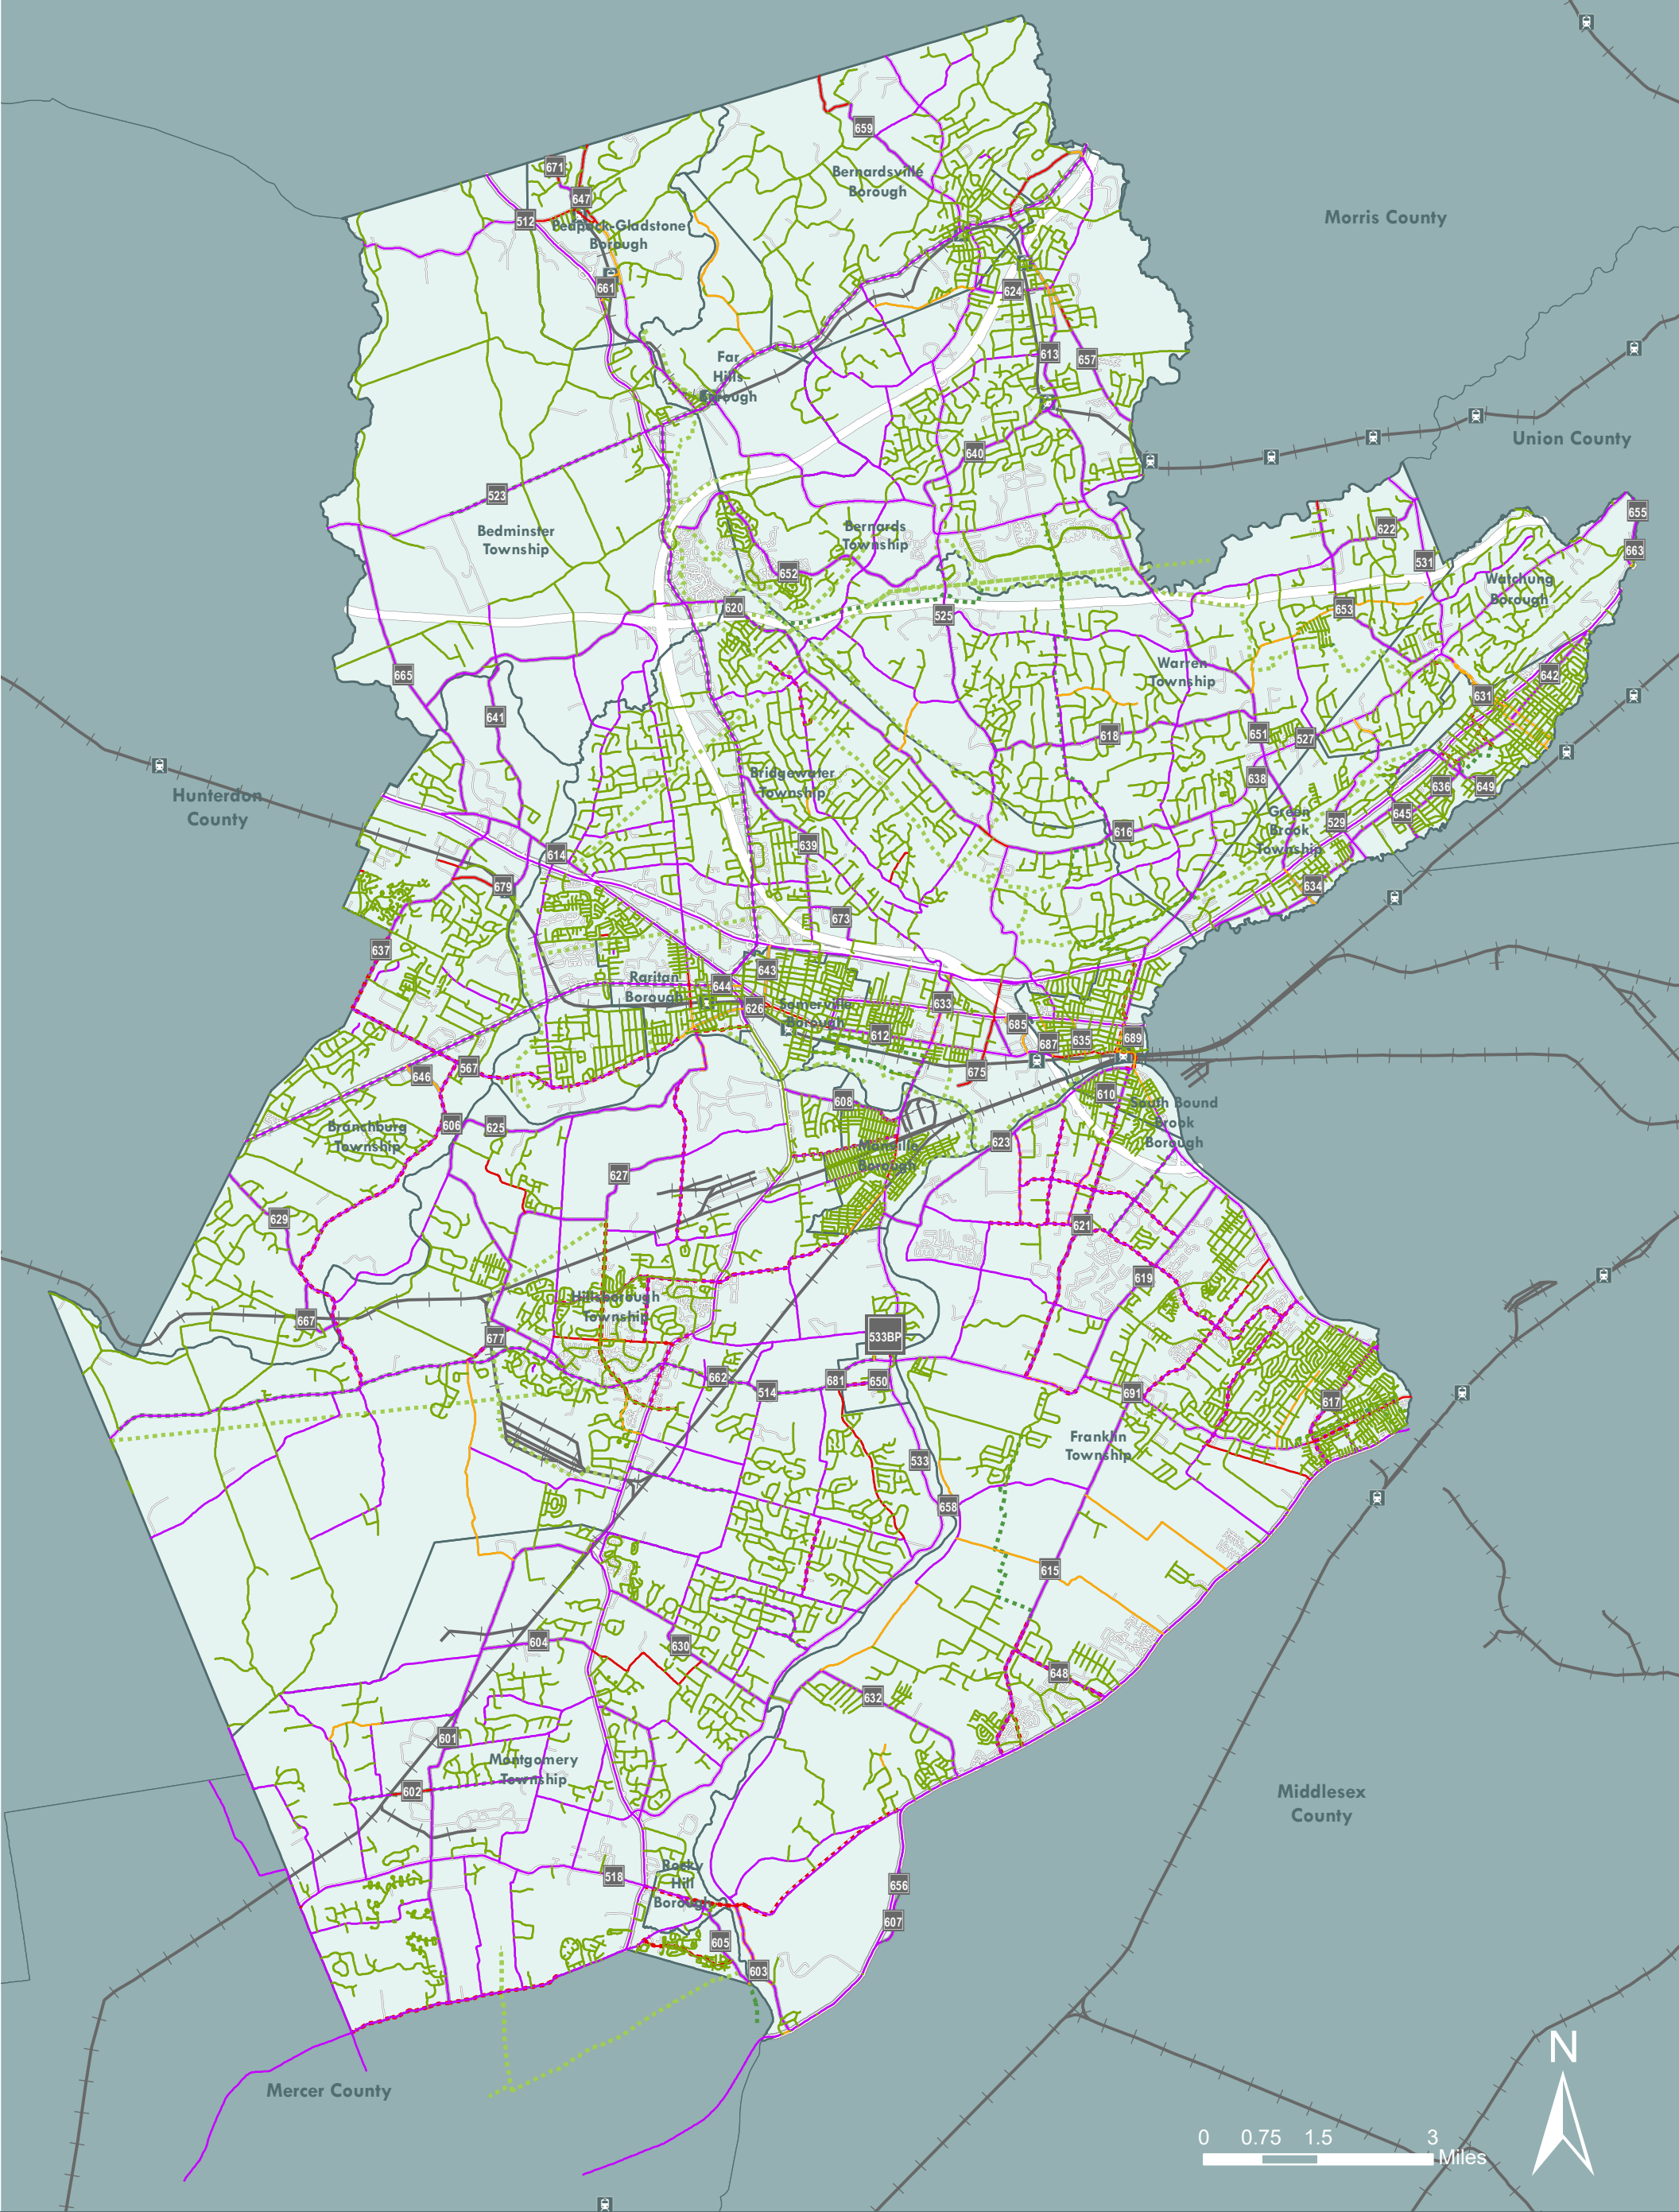 659
Bernardsville
Borough
671
647
512
Peapack-Gladstone
Borough
Morris County
661
624
613
657
Far
Hills
Borough
Union County
640
523
Bedminster
Township
Bernards
Township
655
622
663
531
652
Watchung
Borough
620
525
653
665
Warren
Township
642
631
641
618
651
527
Bridgewater
Township
638
636
649
Hunterdon
County
645
Green
Brook
Township
529
616
639
614
679
634
673
637
643
Raritan
Borough
644
626
Somerville
Borough
633
612
685
687
635
689
567
646
675
610
608
South Bound
Brook
Borough
606
625
Branchburg
Township
623
Manville
Borough
627
629
621
619
Hillsborough
Township
667
677
533BP
662
514
681
650
691
617
Franklin
Township
533
658
615
604
630
648
632
601
Montgomery
Township
602
Middlesex
County
518
Rocky
Hill
Borough
656
607
605
603
Mercer County
N
0 0.75 1.5 3
Miles